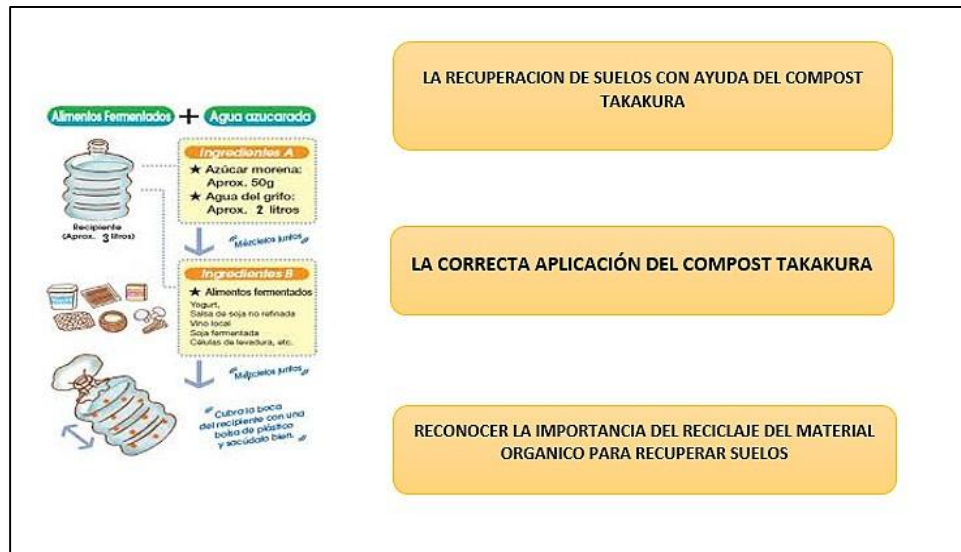 Alimentos Fermentados + Agua azucarada
Ingredientes A
★ Azúcar morena:
Aprox. 50g
★ Agua del grifo:
Aprox. 2 litros
Recipiente
(Aprox. 3 litros)
Mézclelos juntos
Ingredientes B
★ Alimentos fermentados
Yogurt,
Salsa de soja no refinada
Vino local
Soja fermentada
Células de levadura, etc.
Mézclelos juntos
Cubra la boca
del recipiente con una
bolsa de plástico
y sacúdalo bien.
LA RECUPERACION DE SUELOS CON AYUDA DEL COMPOST
TAKAKURA
LA CORRECTA APLICACIÓN DEL COMPOST TAKAKURA
RECONOCER LA IMPORTANCIA DEL RECICLAJE DEL MATERIAL
ORGANICO PARA RECUPERAR SUELOS